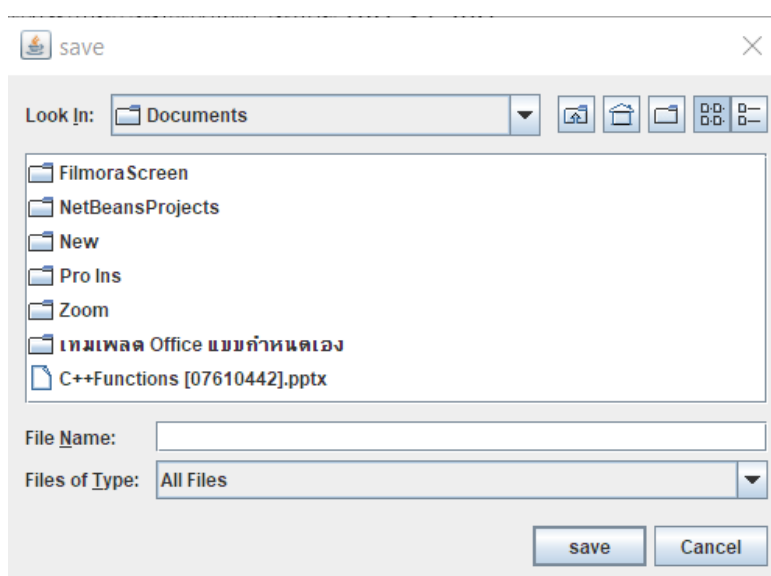 save
Look In: Documents
FilmoraScreen
NetBeansProjects
New
Pro Ins
Zoom
เทมเพลต Office แบบกำหนดเอง
C++Functions [07610442].pptx
File Name:
Files of Type: All Files
save Cancel